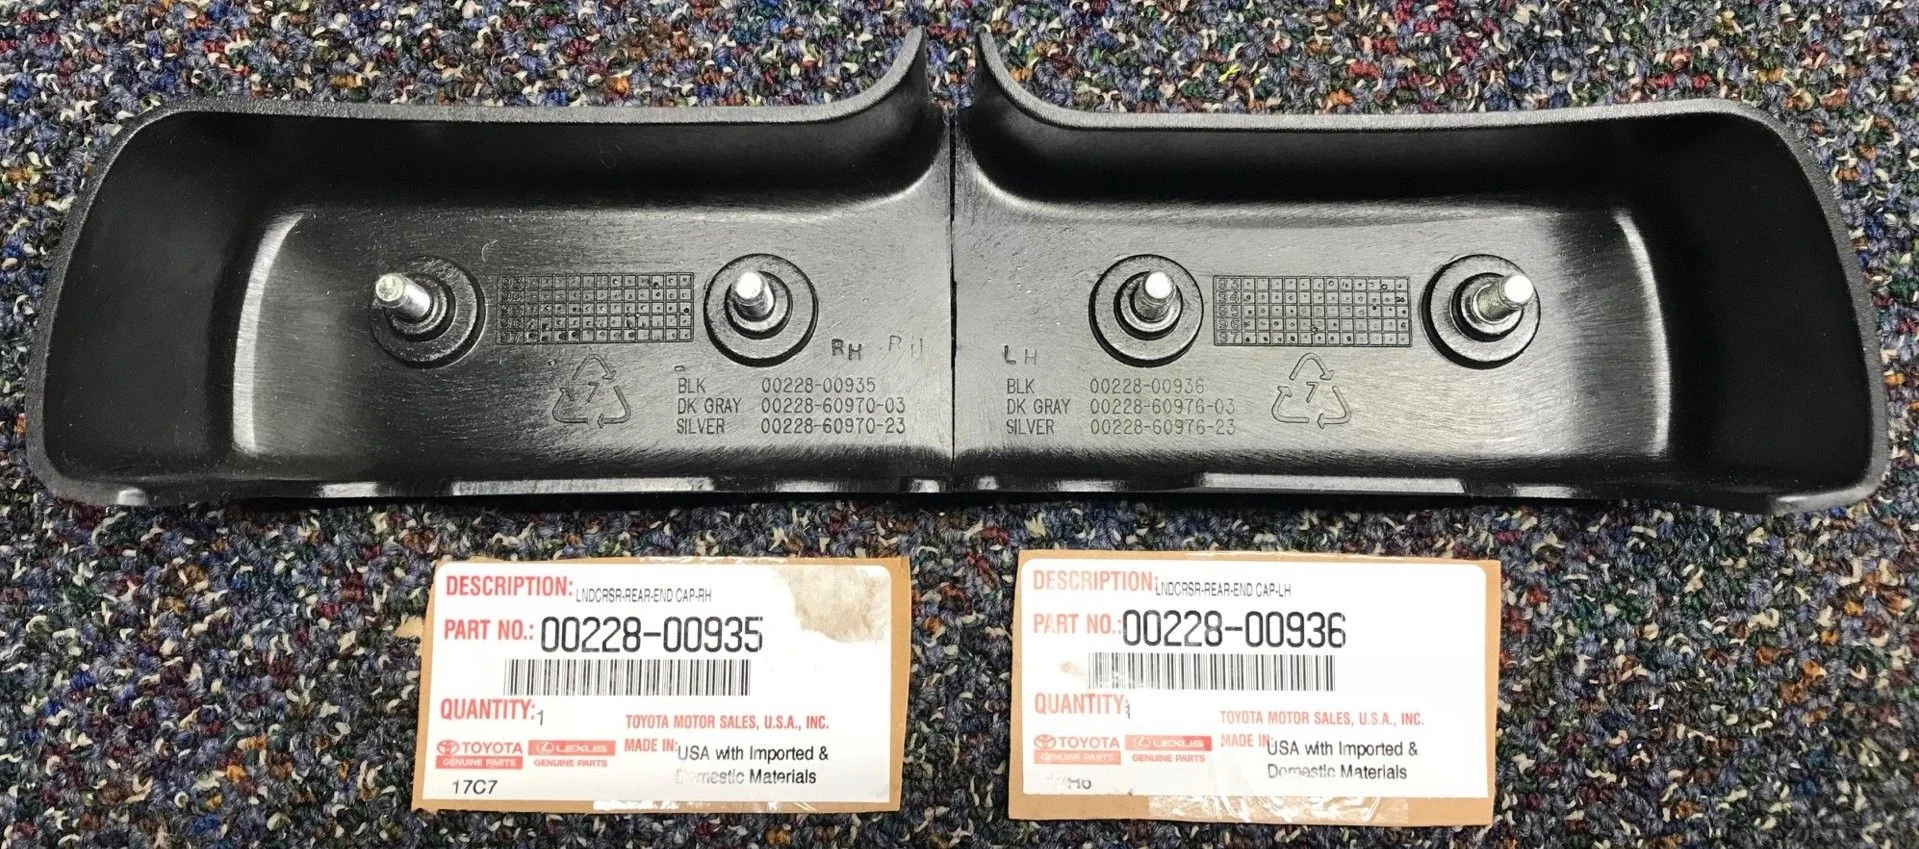 RH RH
BLK 00228-00935
DK GRAY 00228-60970-03
SILVER 00228-60970-23
7
LH
BLK 00228-00936
DK GRAY 00228-60976-03
SILVER 00228-60976-23
7
DESCRIPTION: LNDCRSR-REAR-END CAP-RH
PART NO.: 00228-00935
QUANTITY: 1
TOYOTA MOTOR SALES, U.S.A., INC.
MADE IN: USA with Imported &
Domestic Materials
TOYOTA
GENUINE PARTS
LEXUS
GENUINE PARTS
17C7
DESCRIPTION: LNDCRSR-REAR-END CAP-LH
PART NO.: 00228-00936
QUANTITY: 1
TOYOTA MOTOR SALES, U.S.A., INC.
MADE IN: USA with Imported &
Domestic Materials
TOYOTA
GENUINE PARTS
LEXUS
GENUINE PARTS